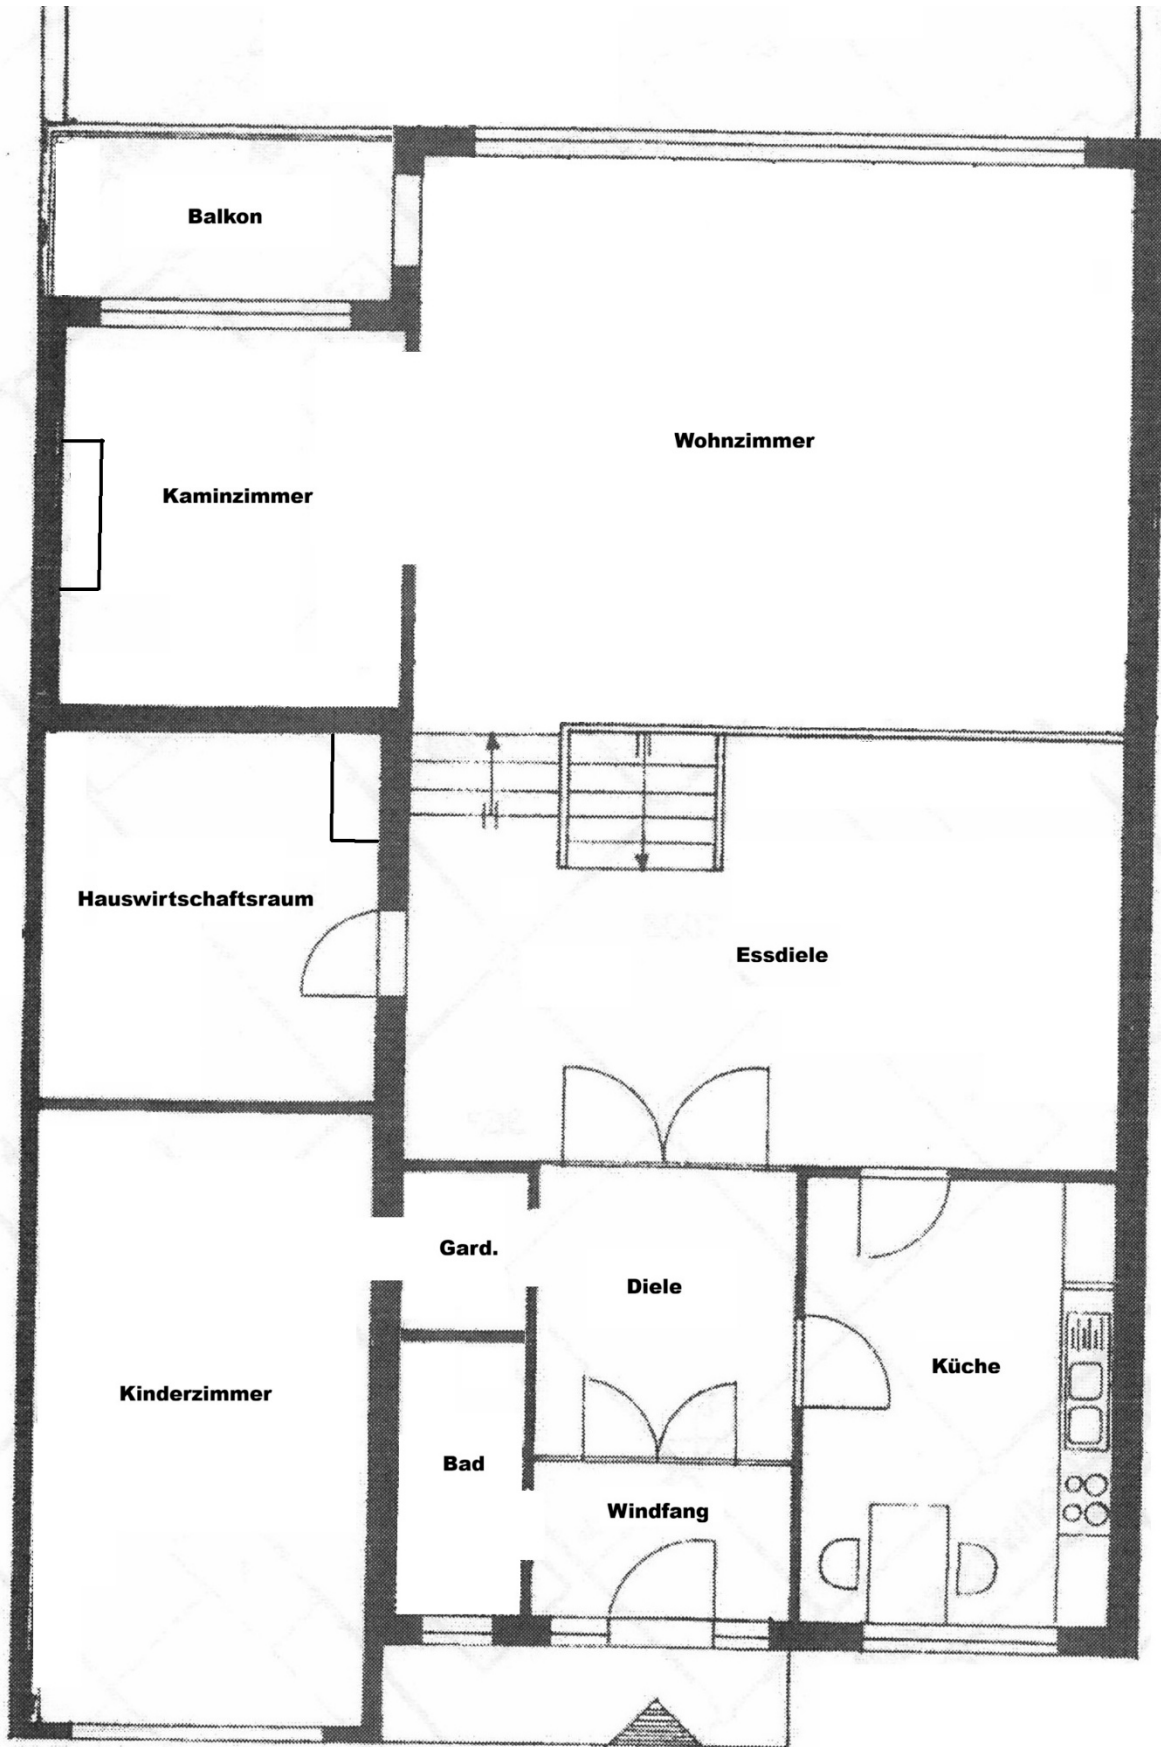 Balkon
Wohnzimmer
Kaminzimmer
Hauswirtschaftsraum
Essdiele
Gard.
Diele
Küche
Kinderzimmer
Bad
Windfang